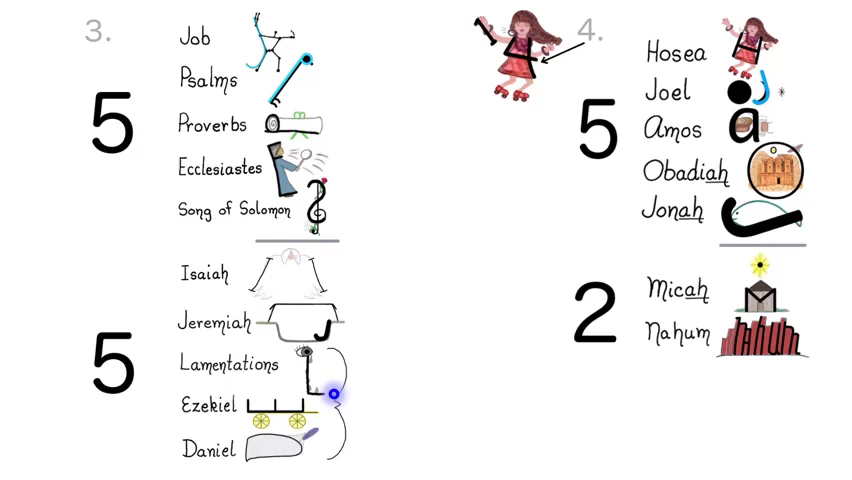 3.
5
Job
Psalms
Proverbs
Ecclesiastes
Song of Solomon
5
Isaiah
Jeremiah
Lamentations
Ezekiel
Daniel
4.
5
Hosea
Joel
Amos
Obadiah
Jonah
2
Micah
Nahum